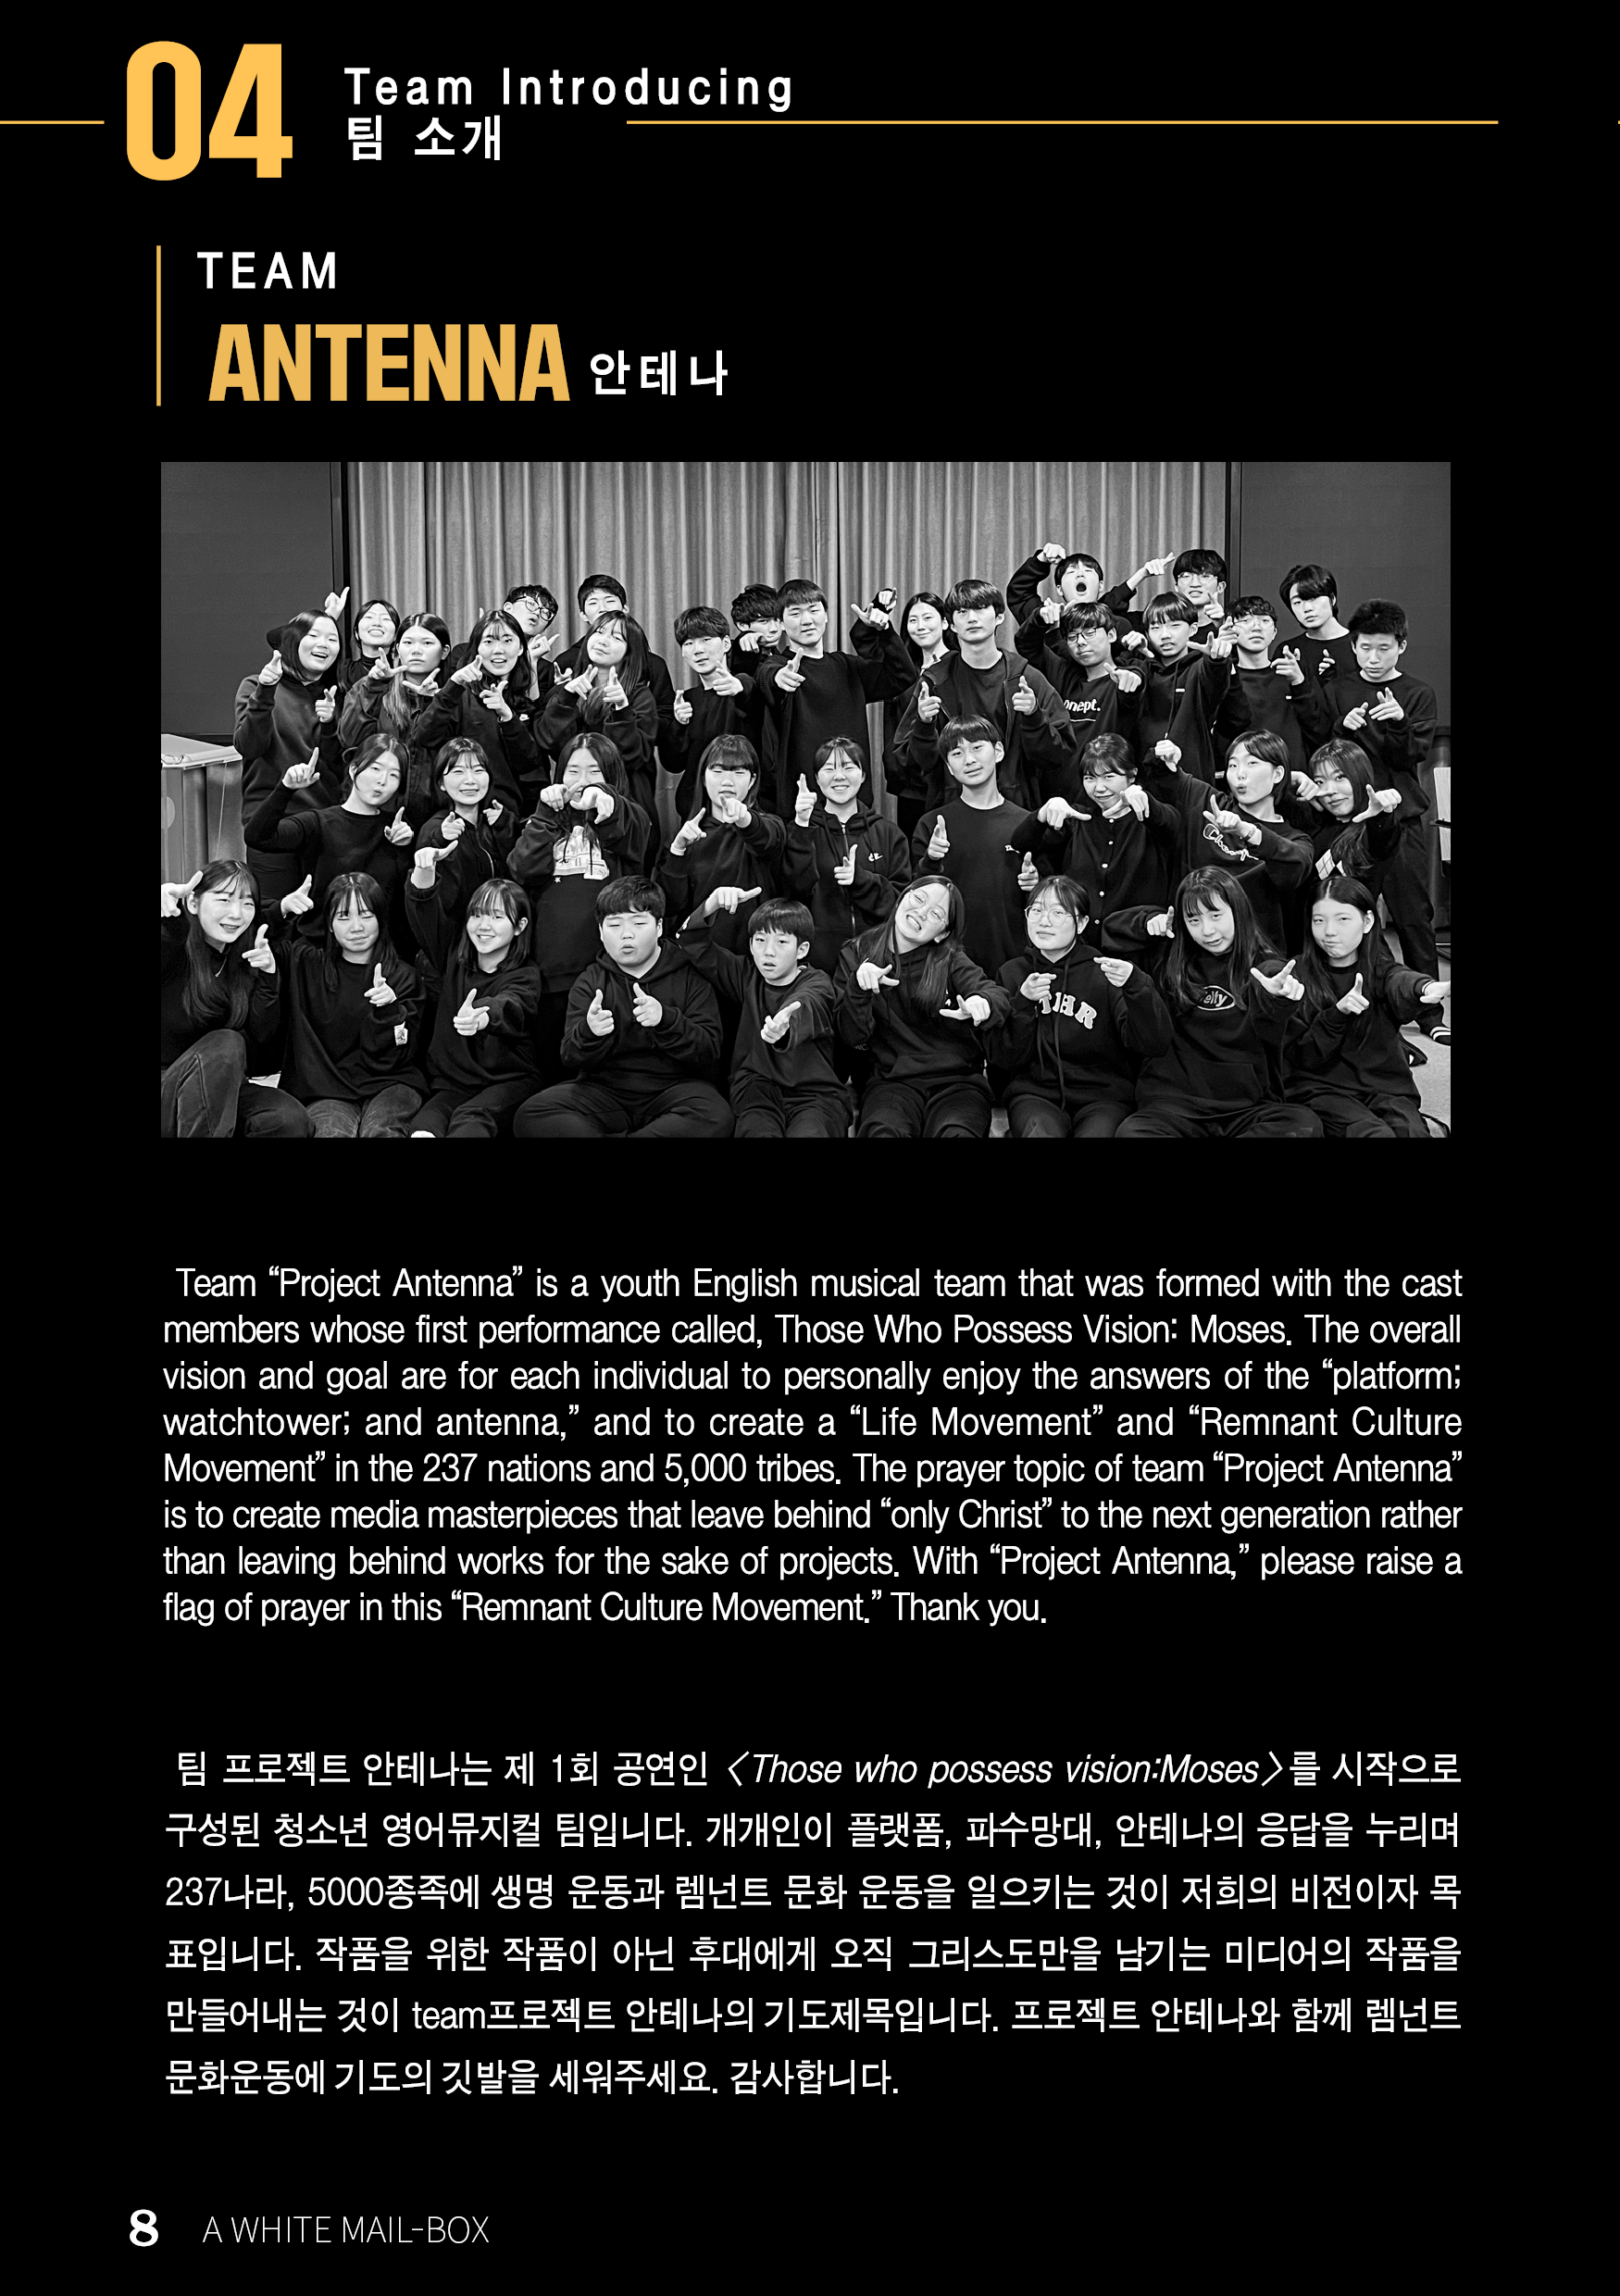 04
Team Introducing
팀 소개
TEAM
ANTENNA 안테나
onept.
Champ
THR
elfy
Team “Project Antenna” is a youth English musical team that was formed with the cast
members whose first performance called, Those Who Possess Vision: Moses. The overall
vision and goal are for each individual to personally enjoy the answers of the “platform;
watchtower; and antenna,” and to create a “Life Movement” and “Remnant Culture
Movement” in the 237 nations and 5,000 tribes. The prayer topic of team “Project Antenna”
is to create media masterpieces that leave behind “only Christ” to the next generation rather
than leaving behind works for the sake of projects. With “Project Antenna,” please raise a
flag of prayer in this “Remnant Culture Movement.” Thank you.
팀 프로젝트 안테나는 제 1회 공연인 〈Those who possess vision:Moses〉를 시작으로
구성된 청소년 영어뮤지컬 팀입니다. 개개인이 플랫폼, 파수망대, 안테나의 응답을 누리며
237나라, 5000종족에 생명 운동과 렘넌트 문화 운동을 일으키는 것이 저희의 비전이자 목
표입니다. 작품을 위한 작품이 아닌 후대에게 오직 그리스도만을 남기는 미디어의 작품을
만들어내는 것이 team프로젝트 안테나의 기도제목입니다. 프로젝트 안테나와 함께 렘넌트
문화운동에 기도의 깃발을 세워주세요. 감사합니다.
8 A WHITE MAIL-BOX